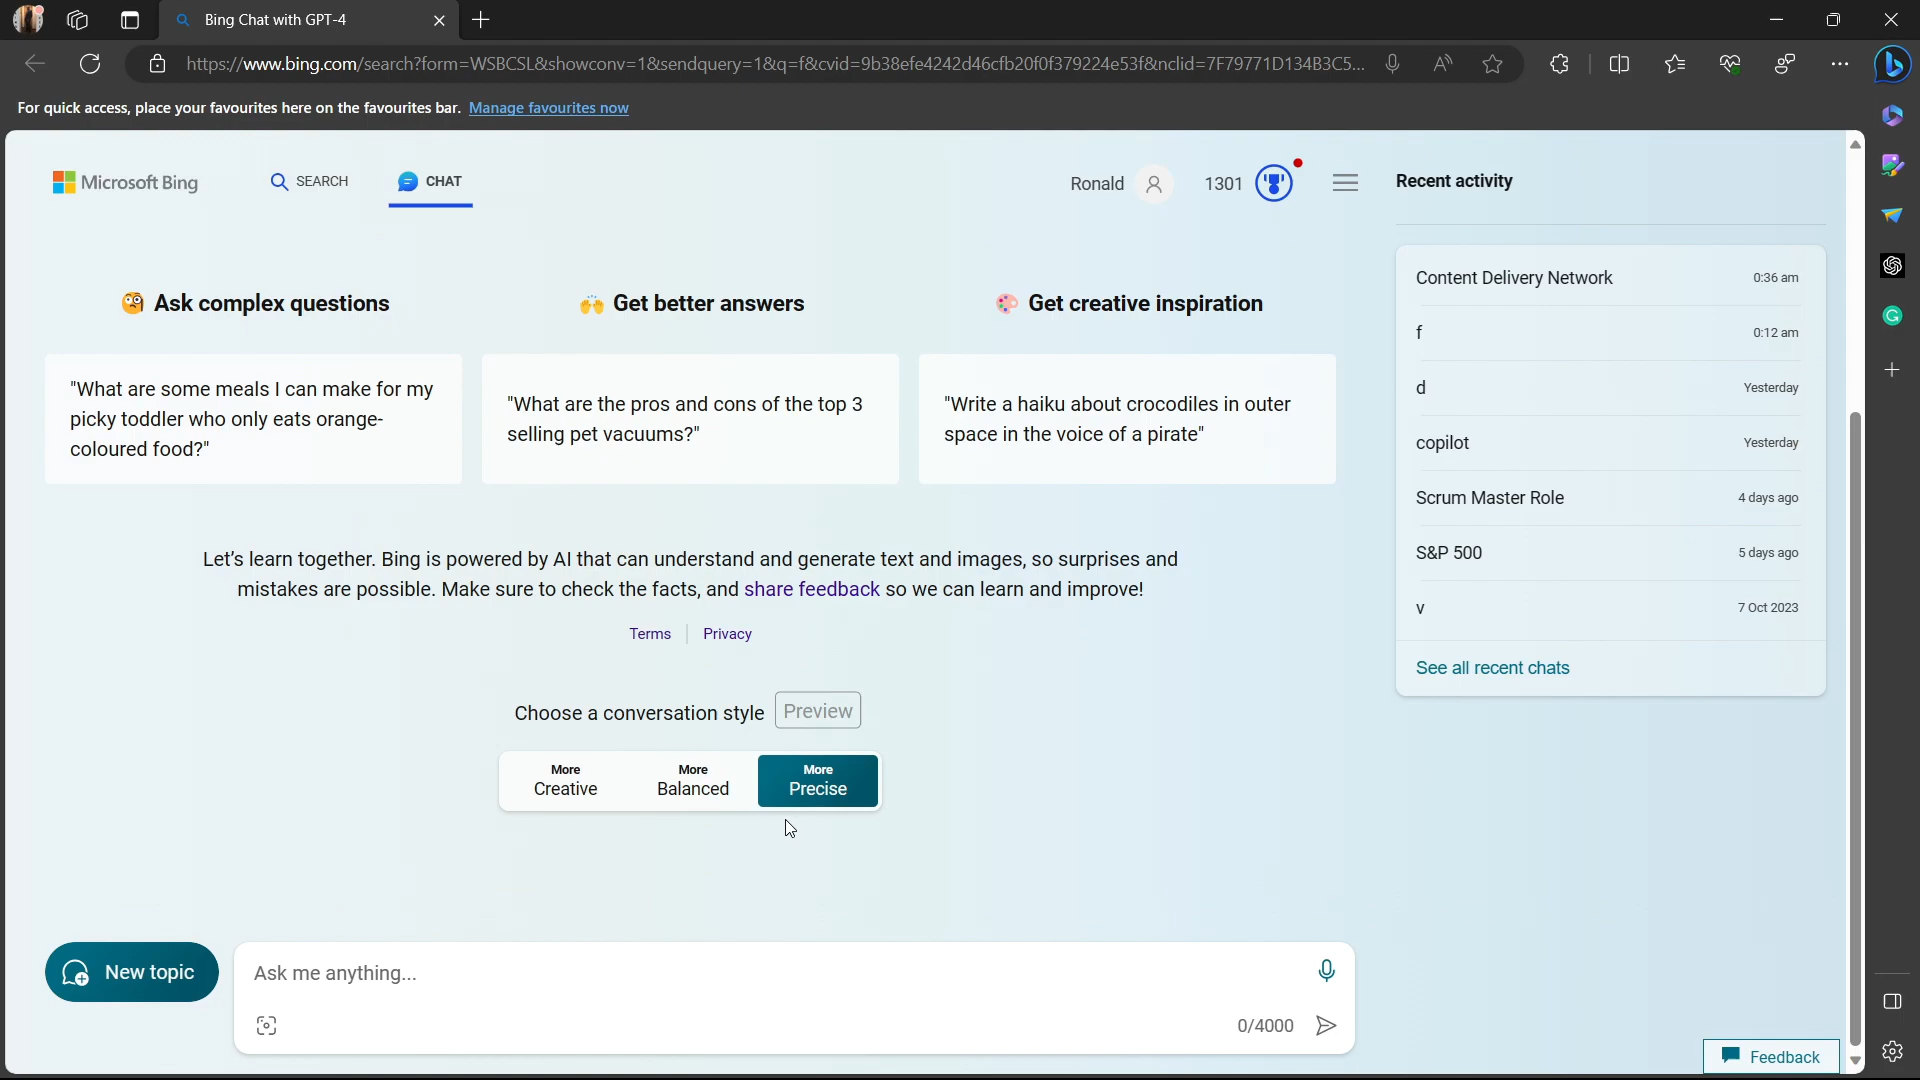 Bing Chat with GPT-4
https://www.bing.com/search?form=WSBCSL&showconv=1&sendquery=1&q=f&cvid=9b38efe4242d46cfb20f0f379224e53f&nclid=7F79771D134B3C5...
For quick access, place your favourites here on the favourites bar. Manage favourites now
Microsoft Bing
SEARCH
CHAT
Ronald
1301
Recent activity
Ask complex questions
Get better answers
Get creative inspiration
"What are some meals I can make for my
picky toddler who only eats orange-
coloured food?"
"What are the pros and cons of the top 3
selling pet vacuums?"
"Write a haiku about crocodiles in outer
space in the voice of a pirate"
Let's learn together. Bing is powered by AI that can understand and generate text and images, so surprises and
mistakes are possible. Make sure to check the facts, and share feedback so we can learn and improve!
Terms
Privacy
Choose a conversation style Preview
More
Creative
More
Balanced
More
Precise
Content Delivery Network 0:36 am
f 0:12 am
d Yesterday
copilot Yesterday
Scrum Master Role 4 days ago
S&P 500 5 days ago
v 7 Oct 2023
See all recent chats
New topic
Ask me anything...
0/4000
Feedback